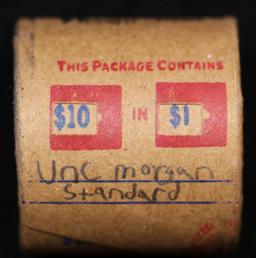 THIS PACKAGE CONTAINS
$10 IN $1
Unc morgan
Standard